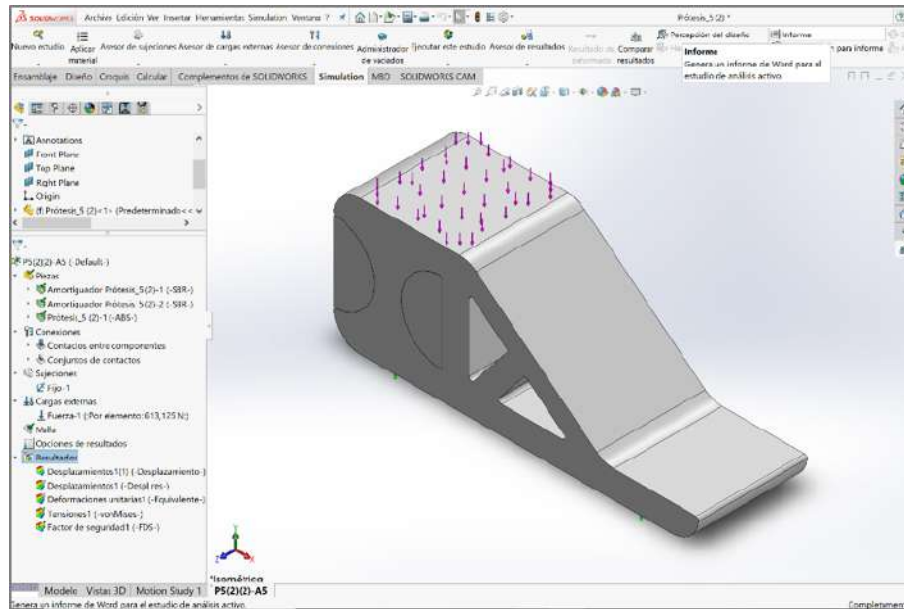 SOLIDWORKS Archivo Edición Ver Insertar Herramientas Simulation Ventana ? Prótesis_5 (2) *
Nuevo estudio Aplicar material Asesor de sujeciones Asesor de cargas externas Asesor de conexiones Administrador de vaciados Ejecutar este estudio Asesor de resultados Resultado deformado Comparar resultados Percepción del diseño Informe
para informe
Informe
Genera un informe de Word para el
estudio de análisis activo.
Ensamblaje Diseño Croquis Calcular Complementos de SOLIDWORKS Simulation MBD SOLIDWORKS CAM
Annotations
Front Plane
Top Plane
Right Plane
Origin
(f) Prótesis_5 (2)<1> (Predeterminado<<
P5(2)(2)-A5 (-Default-)
Piezas
Amortiguador Prótesis_5(2)-1 (-SBR-)
Amortiguador Prótesis_5(2)-2 (-SBR-)
Prótesis_5 (2)-1 (-ABS-)
Conexiones
Contactos entre componentes
Conjuntos de contactos
Sujeciones
Fijo-1
Cargas externas
Fuerza-1 (:Por elemento: 613,125 N:)
Malla
Opciones de resultados
Resultados
Desplazamientos1(1) (-Desplazamiento-)
Desplazamientos1 (-Despl res-)
Deformaciones unitarias1 (-Equivalente-)
Tensiones1 (-vonMises-)
Factor de seguridad1 (-FDS-)
Y
Z
X
*Isométrica
Modelo Vistas 3D Motion Study 1 P5(2)(2)-A5
Genera un informe de Word para el estudio de análisis activo. Completamen